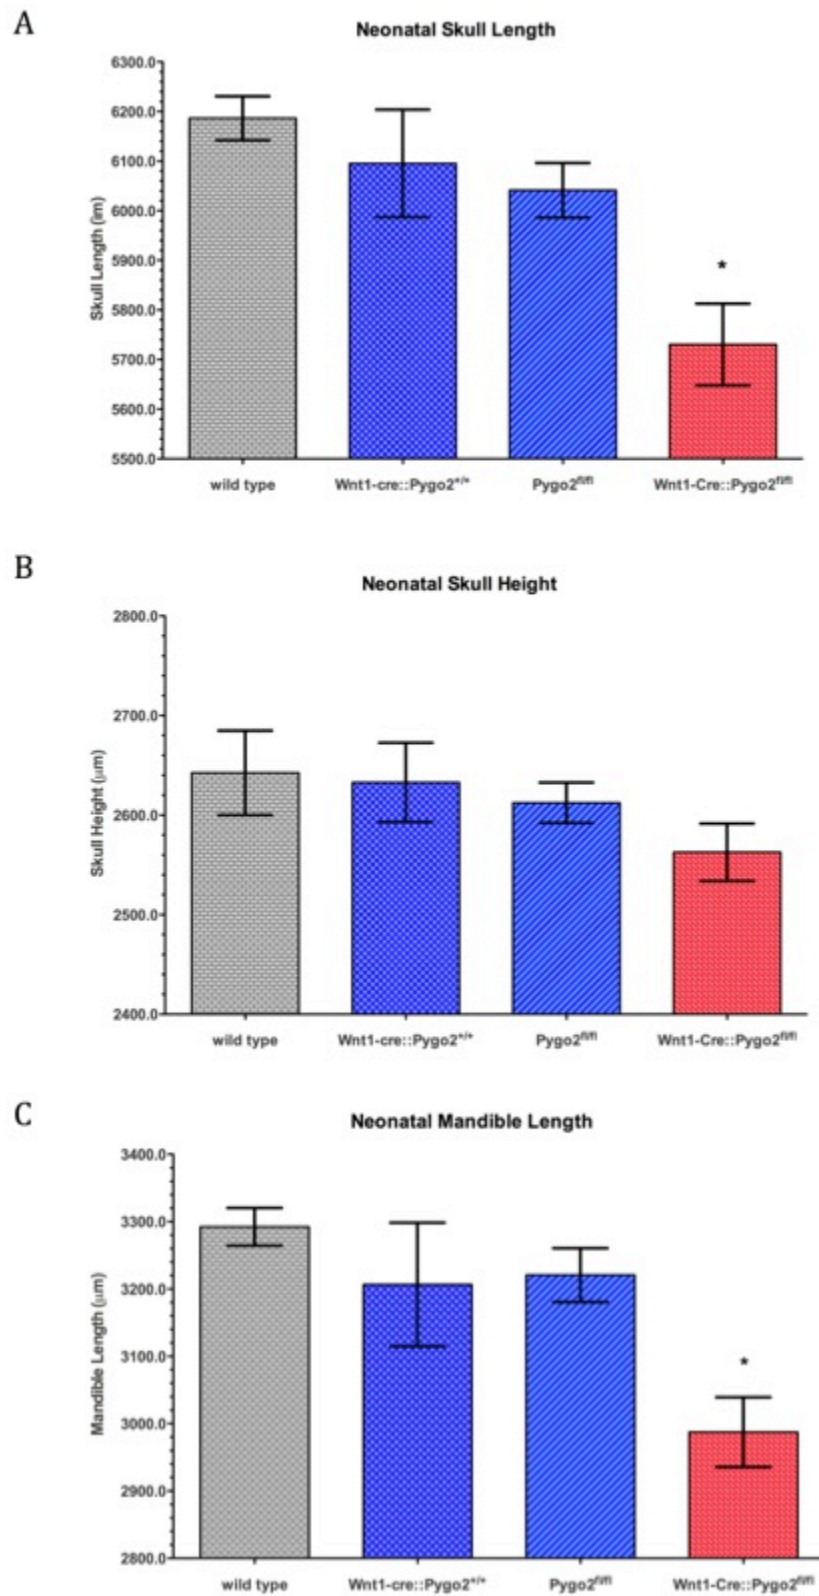 A
Neonatal Skull Length
6300.0
6200.0
6100.0
6000.0
5900.0
5800.0
5700.0
5600.0
5500.0
Skull Length (im)
*
wild type Wnt1-cre::Pygo2+/+ Pygo2fl/fl Wnt1-Cre::Pygo2fl/fl
B
Neonatal Skull Height
2800.0
2700.0
2600.0
2500.0
2400.0
Skull Height (µm)
wild type Wnt1-cre::Pygo2+/+ Pygo2fl/fl Wnt1-Cre::Pygo2fl/fl
C
Neonatal Mandible Length
3400.0
3300.0
3200.0
3100.0
3000.0
2900.0
2800.0
Mandible Length (µm)
*
wild type Wnt1-cre::Pygo2+/+ Pygo2fl/fl Wnt1-Cre::Pygo2fl/fl